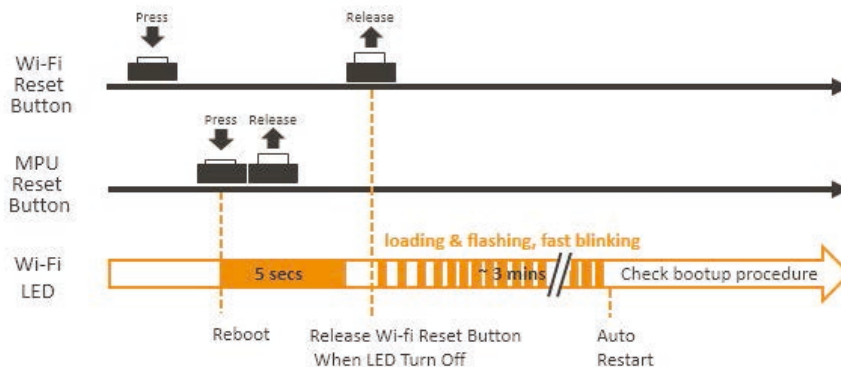 Press
Release
Wi-Fi
Reset
Button
Press
Release
MPU
Reset
Button
loading & flashing, fast blinking
Wi-Fi
LED
5 secs
~ 3 mins
Check bootup procedure
Reboot
Release Wi-fi Reset Button
When LED Turn Off
Auto
Restart